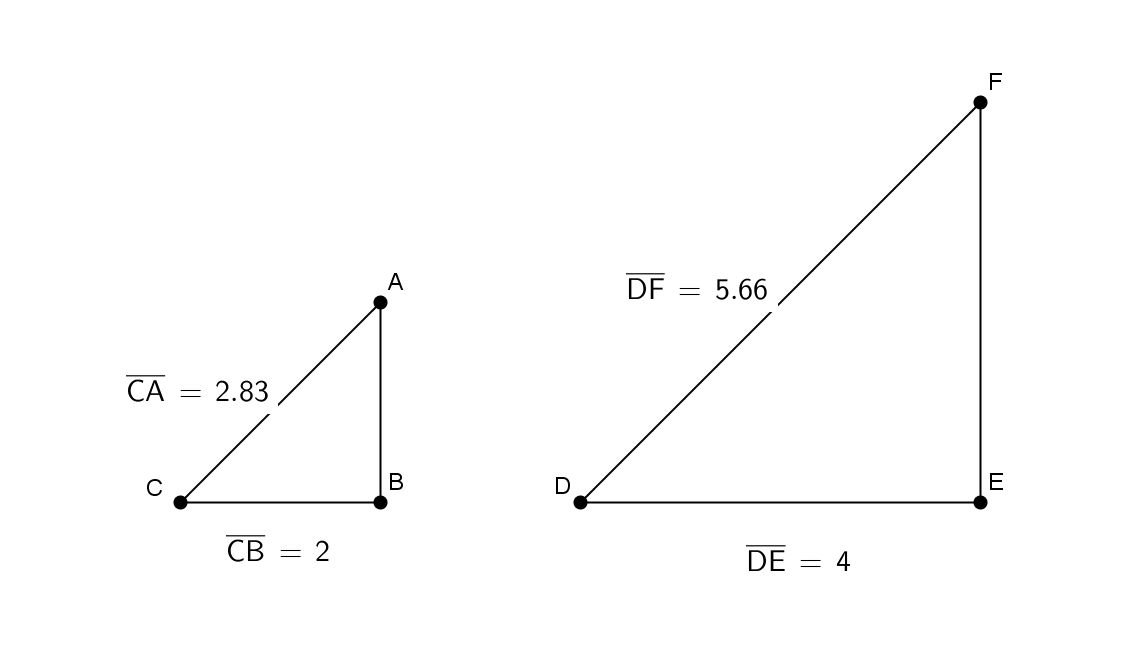 F
A
DF = 5.66
CA = 2.83
C
B
D
E
CB = 2
DE = 4